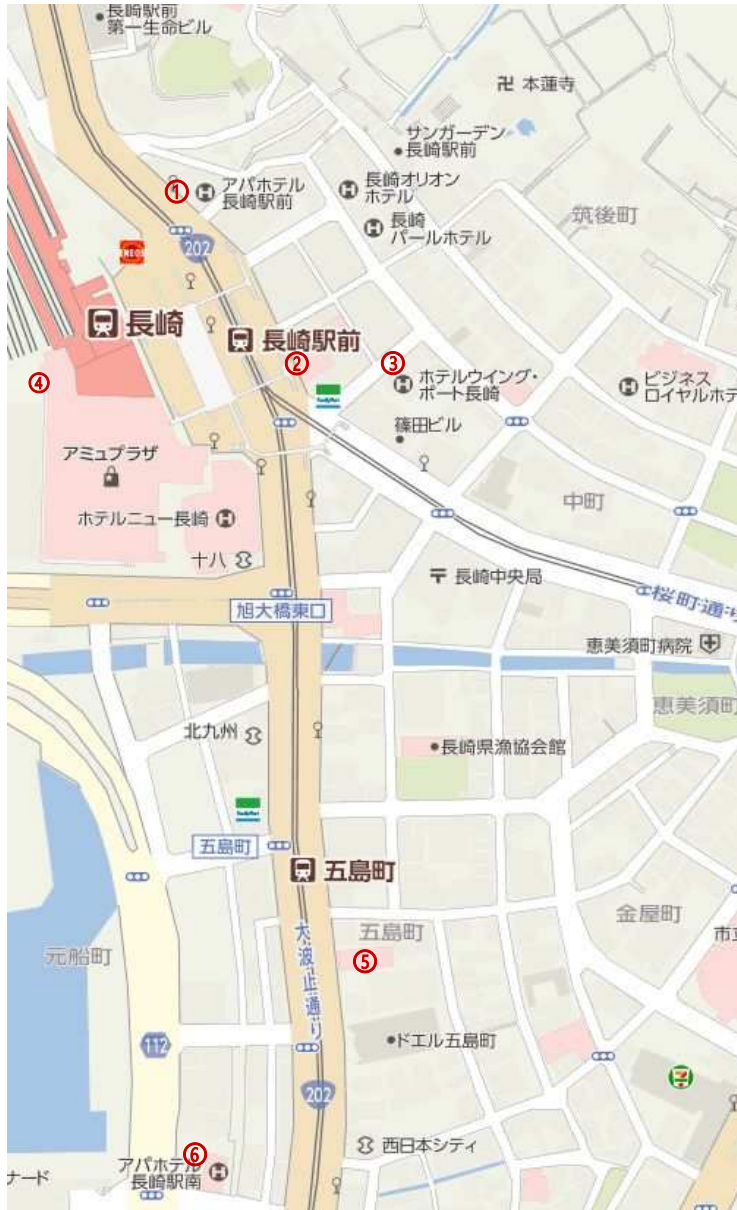 長崎駅前
第一生命ビル
卍 本蓮寺
サンガーデン
長崎駅前
①
アパホテル
長崎駅前
長崎オリオン
ホテル
長崎
パールホテル
筑後町
202
ENEOS
長崎
長崎駅前
②
③
④
FamilyMart
ホテルウイング・
ポート長崎
ビジネス
ロイヤルホテ
篠田ビル
アミュプラザ
中町
ホテルニュー長崎
十八
〒 長崎中央局
桜町通り
旭大橋東口
恵美須町病院
恵美須町
北九州
長崎県漁協会館
FamilyMart
五島町
五島町
五島町
金屋町
市立
元船町
大波止通り
⑤
112
ドエル五島町
202
西日本シティ
⑥
アパホテル
長崎駅南
ナード